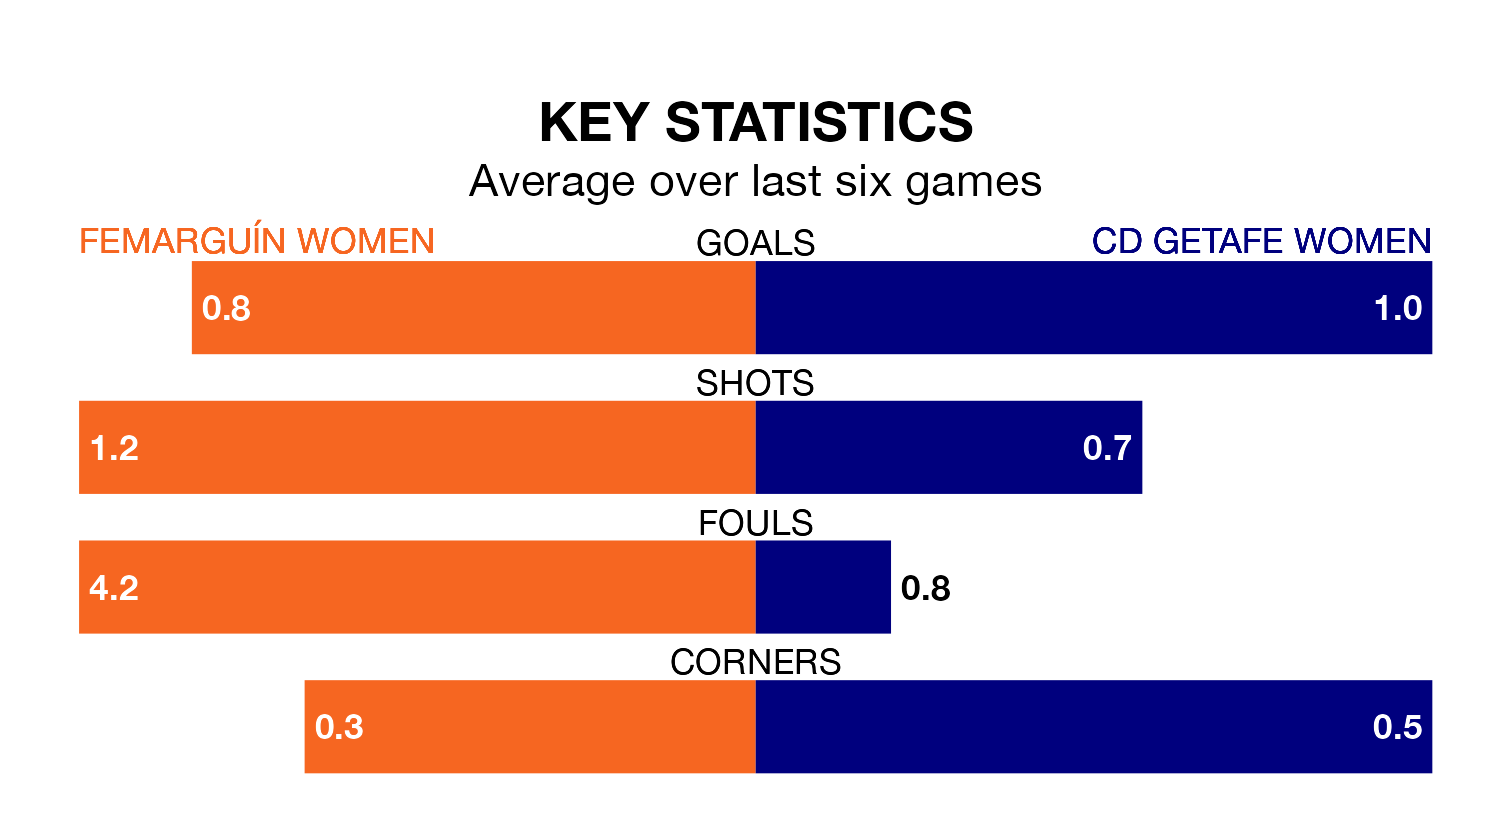 KEY STATISTICS
Average over last six games
FEMARGUÍN WOMEN
GOALS
CD GETAFE WOMEN
0.8
1.0
SHOTS
1.2
0.7
FOULS
4.2
0.8
CORNERS
0.3
0.5